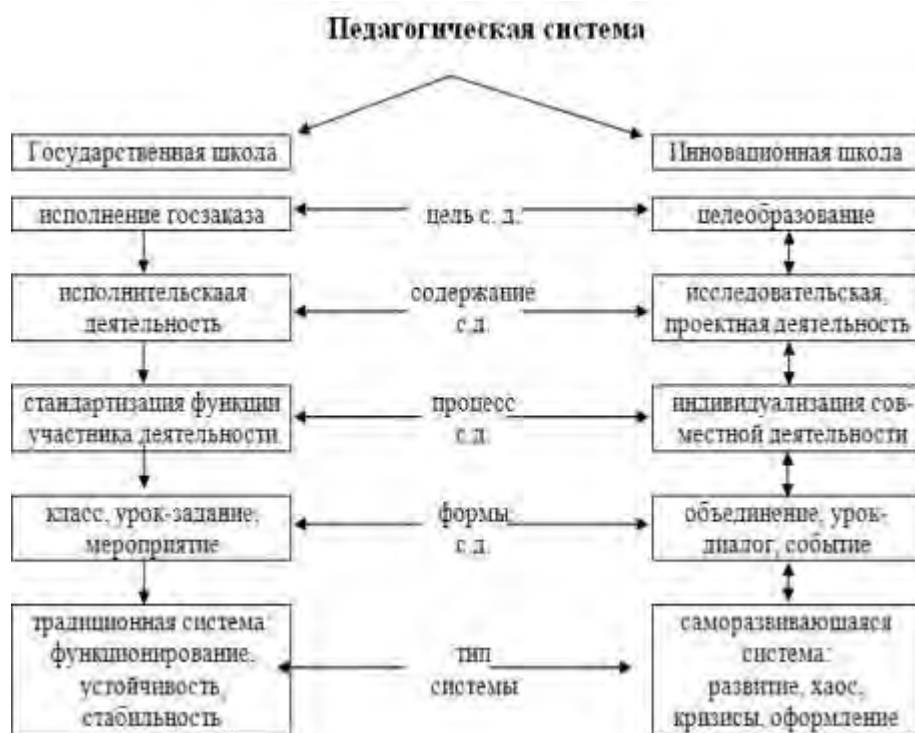 Педагогическая система
Государственная школа
Инновационная школа
исполнение госзаказа
цель с. д.
целеобразование
исполнительскаая
деятельность
содержание
с.д.
исследовательская,
проектная деятельность
стандартизация функции
участника деятельности
процесс
с.д.
индивидуализация сов-
местной деятельности
класс, урок-задание,
мероприятие
формы
с.д.
объединение, урок-
диалог, событие
традиционная система:
функционирование,
устойчивость,
стабильность
тип
системы
саморазвивающаяся
система:
развитие, хаос,
кризисы, оформление